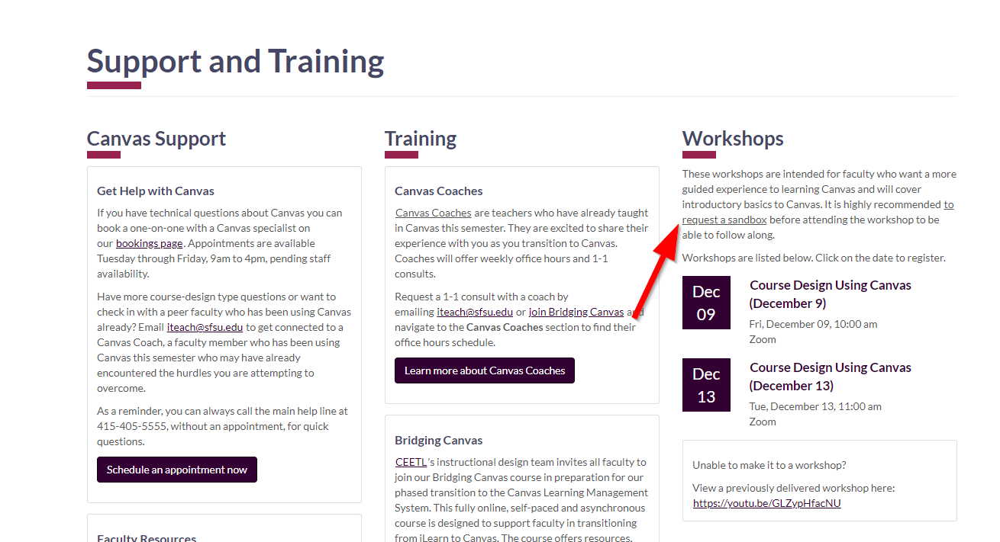 Support and Training
Canvas Support
Get Help with Canvas
If you have technical questions about Canvas you can
book a one-on-one with a Canvas specialist on
our bookings page. Appointments are available
Tuesday through Friday, 9am to 4pm, pending staff
availability.
Have more course-design type questions or want to
check in with a peer faculty who has been using Canvas
already? Email iteach@sfsu.edu to get connected to a
Canvas Coach, a faculty member who has been using
Canvas this semester who may have already
encountered the hurdles you are attempting to
overcome.
As a reminder, you can always call the main help line at
415-405-5555, without an appointment, for quick
questions.
Schedule an appointment now
Faculty Resources
Training
Canvas Coaches
Canvas Coaches are teachers who have already taught
in Canvas this semester. They are excited to share their
experience with you as you transition to Canvas.
Coaches will offer weekly office hours and 1-1
consults.
Request a 1-1 consult with a coach by
emailing iteach@sfsu.edu or join Bridging Canvas and
navigate to the Canvas Coaches section to find their
office hours schedule.
Learn more about Canvas Coaches
Bridging Canvas
CEETL's instructional design team invites all faculty to
join our Bridging Canvas course in preparation for our
phased transition to the Canvas Learning Management
System. This fully online, self-paced and asynchronous
course is designed to support faculty in transitioning
from iLearn to Canvas. The course offers resources,
Workshops
These workshops are intended for faculty who want a more
guided experience to learning Canvas and will cover
introductory basics to Canvas. It is highly recommended to
request a sandbox before attending the workshop to be
able to follow along.
Workshops are listed below. Click on the date to register.
Dec
09
Course Design Using Canvas
(December 9)
Fri, December 09, 10:00 am
Zoom
Dec
13
Course Design Using Canvas
(December 13)
Tue, December 13, 11:00 am
Zoom
Unable to make it to a workshop?
View a previously delivered workshop here:
https://youtu.be/GLZypHfacNU